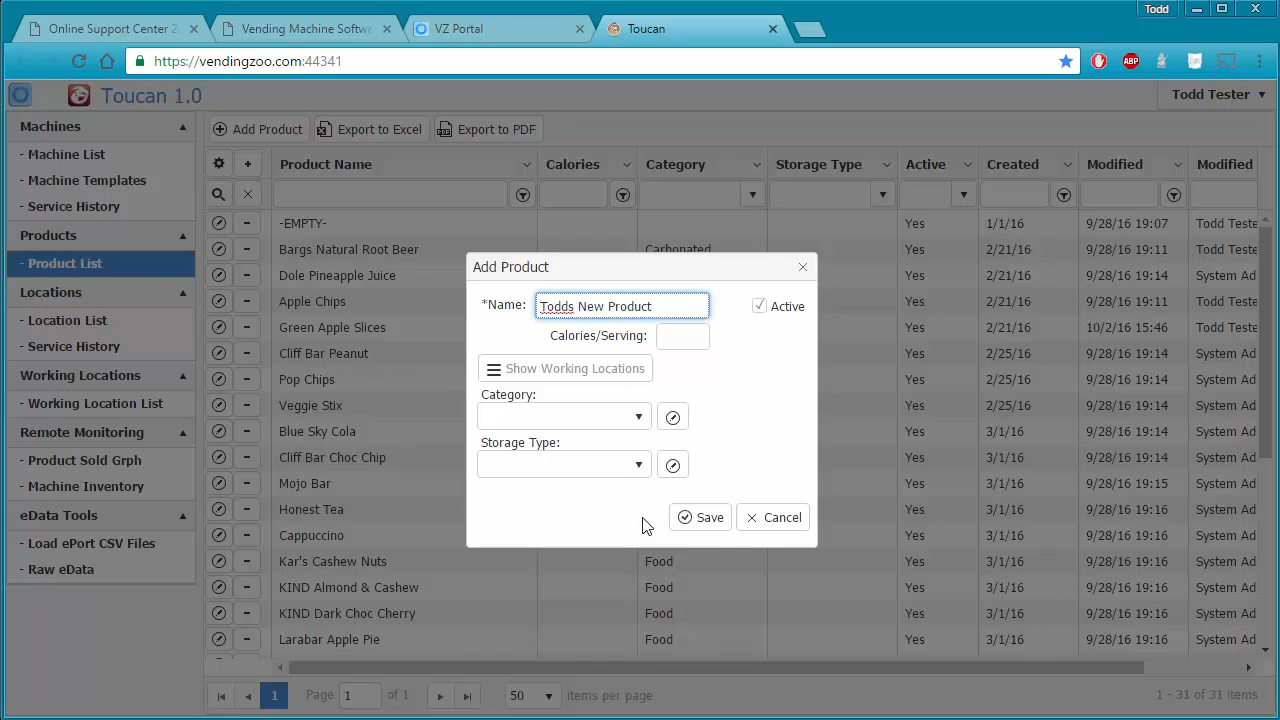 Todd
Online Support Center 2
Vending Machine Softwe
VZ Portal
Toucan
https://vendingzoo.com:44341
ABP
Toucan 1.0
Todd Tester
Machines
- Machine List
- Machine Templates
- Service History
Products
- Product List
Locations
- Location List
- Service History
Working Locations
- Working Location List
Remote Monitoring
- Product Sold Grph
- Machine Inventory
eData Tools
- Load ePort CSV Files
- Raw eData
Add Product Export to Excel Export to PDF
Product Name Calories Category Storage Type Active Created Modified Modified
-EMPTY- Yes 1/1/16 9/28/16 19:07 Todd Teste
Bargs Natural Root Beer Carbonated Yes 2/21/16 9/28/16 19:11 Todd Teste
Dole Pineapple Juice Yes 2/21/16 9/28/16 19:11 System Ad
Apple Chips Yes 2/21/16 9/28/16 19:11 Todd Teste
Green Apple Slices Yes 2/21/16 10/2/16 15:46 Todd Teste
Cliff Bar Peanut Yes 2/25/16 9/28/16 19:14 System Ad
Pop Chips Yes 2/25/16 9/28/16 19:14 System Ad
Veggie Stix Yes 2/25/16 9/28/16 19:14 System Ad
Blue Sky Cola Yes 3/1/16 9/28/16 19:14 System Ad
Cliff Bar Choc Chip Yes 3/1/16 9/28/16 19:14 System Ad
Mojo Bar Yes 3/1/16 9/28/16 19:15 System Ad
Honest Tea Yes 3/1/16 9/28/16 19:16 System Ad
Cappuccino Yes 3/1/16 9/28/16 19:16 System Ad
Kar's Cashew Nuts Food Yes 3/1/16 9/28/16 19:16 System Ad
KIND Almond & Cashew Food Yes 3/1/16 9/28/16 19:16 System Ad
KIND Dark Choc Cherry Food Yes 3/1/16 9/28/16 19:16 System Ad
Larabar Apple Pie Food Yes 3/1/16 9/28/16 19:16 System Ad
Page 1 of 1
1
50 items per page
1 - 31 of 31 items
Add Product
*Name: Todds New Product Active
Calories/Serving:
Show Working Locations
Category:
Storage Type:
Save Cancel